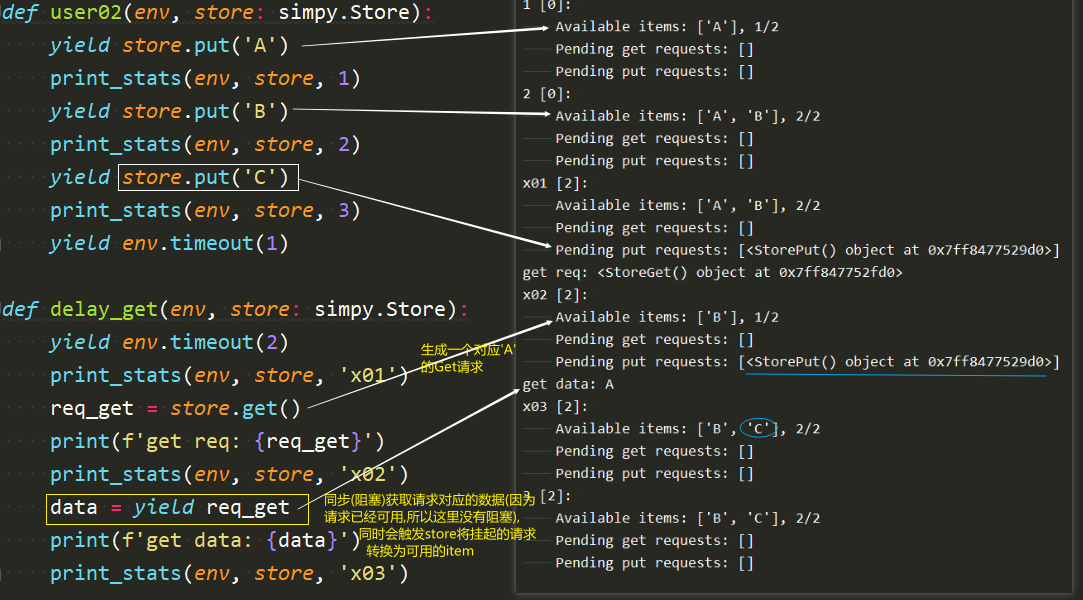 def user02(env, store: simpy.Store):
yield store.put('A')
print_stats(env, store, 1)
yield store.put('B')
print_stats(env, store, 2)
yield store.put('C')
print_stats(env, store, 3)
yield env.timeout(1)
def delay_get(env, store: simpy.Store):
yield env.timeout(2)
print_stats(env, store, 'x01')
req_get = store.get()
print(f'get req: {req_get}')
print_stats(env, store, 'x02')
data = yield req_get
print(f'get data: {data}')
print_stats(env, store, 'x03')
生成一个对应'A'
的Get请求
同步(阻塞)获取请求对应的数据(因为
请求已经可用,所以这里没有阻塞),
同时会触发store将挂起的请求
转换为可用的item
1 [0]:
Available items: ['A'], 1/2
Pending get requests: []
Pending put requests: []
2 [0]:
Available items: ['A', 'B'], 2/2
Pending get requests: []
Pending put requests: []
x01 [2]:
Available items: ['A', 'B'], 2/2
Pending get requests: []
Pending put requests: [<StorePut() object at 0x7ff8477529d0>]
get req: <StoreGet() object at 0x7ff847752fd0>
x02 [2]:
Available items: ['B'], 1/2
Pending get requests: []
Pending put requests: [<StorePut() object at 0x7ff8477529d0>]
get data: A
x03 [2]:
Available items: ['B', 'C'], 2/2
Pending get requests: []
Pending put requests: []
3 [2]:
Available items: ['B', 'C'], 2/2
Pending get requests: []
Pending put requests: []